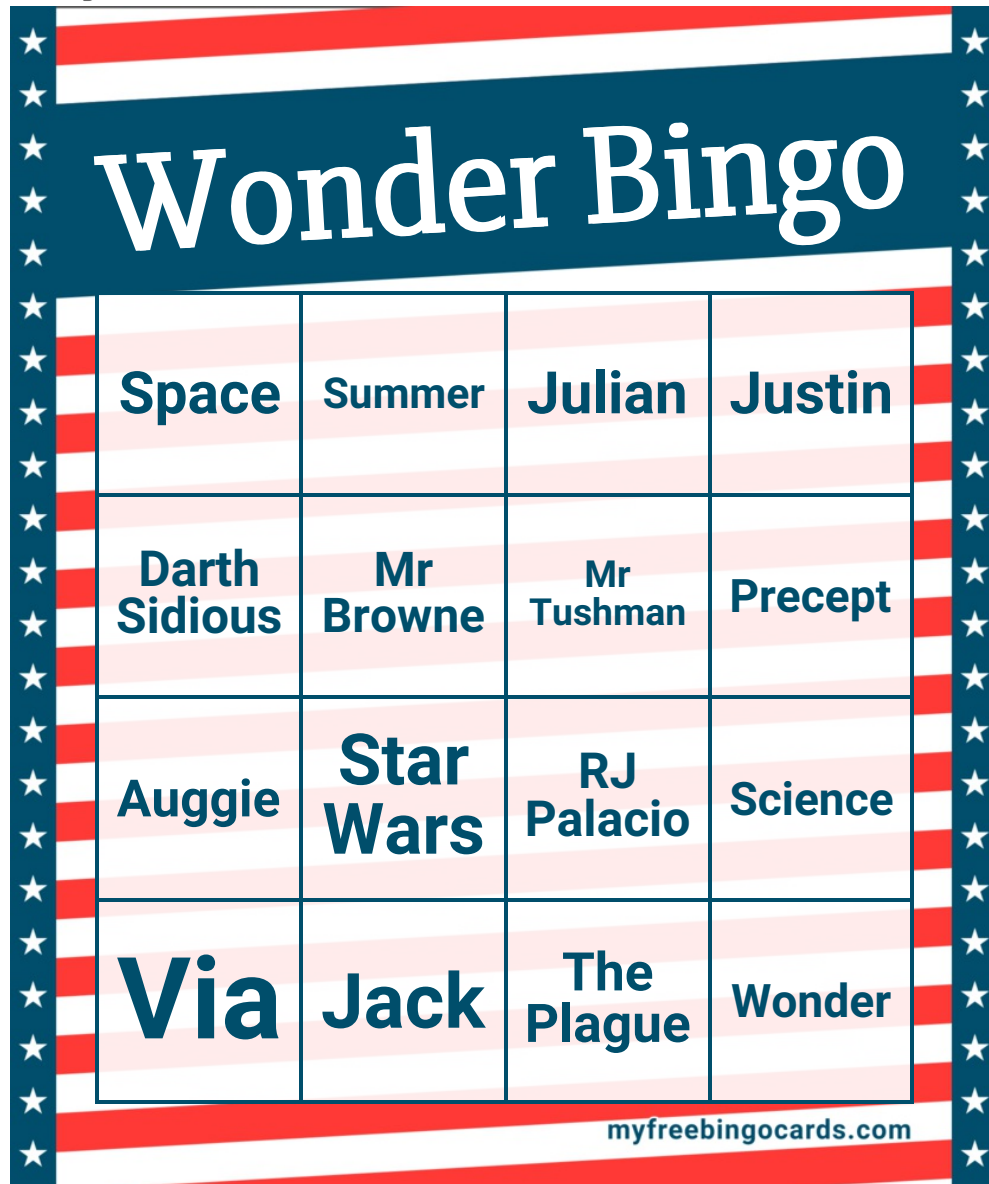 Wonder Bingo
Space
Summer
Julian
Justin
Darth
Sidious
Mr
Browne
Mr
Tushman
Precept
Auggie
Star
Wars
RJ
Palacio
Science
Via
Jack
The
Plague
Wonder
myfreebingocards.com